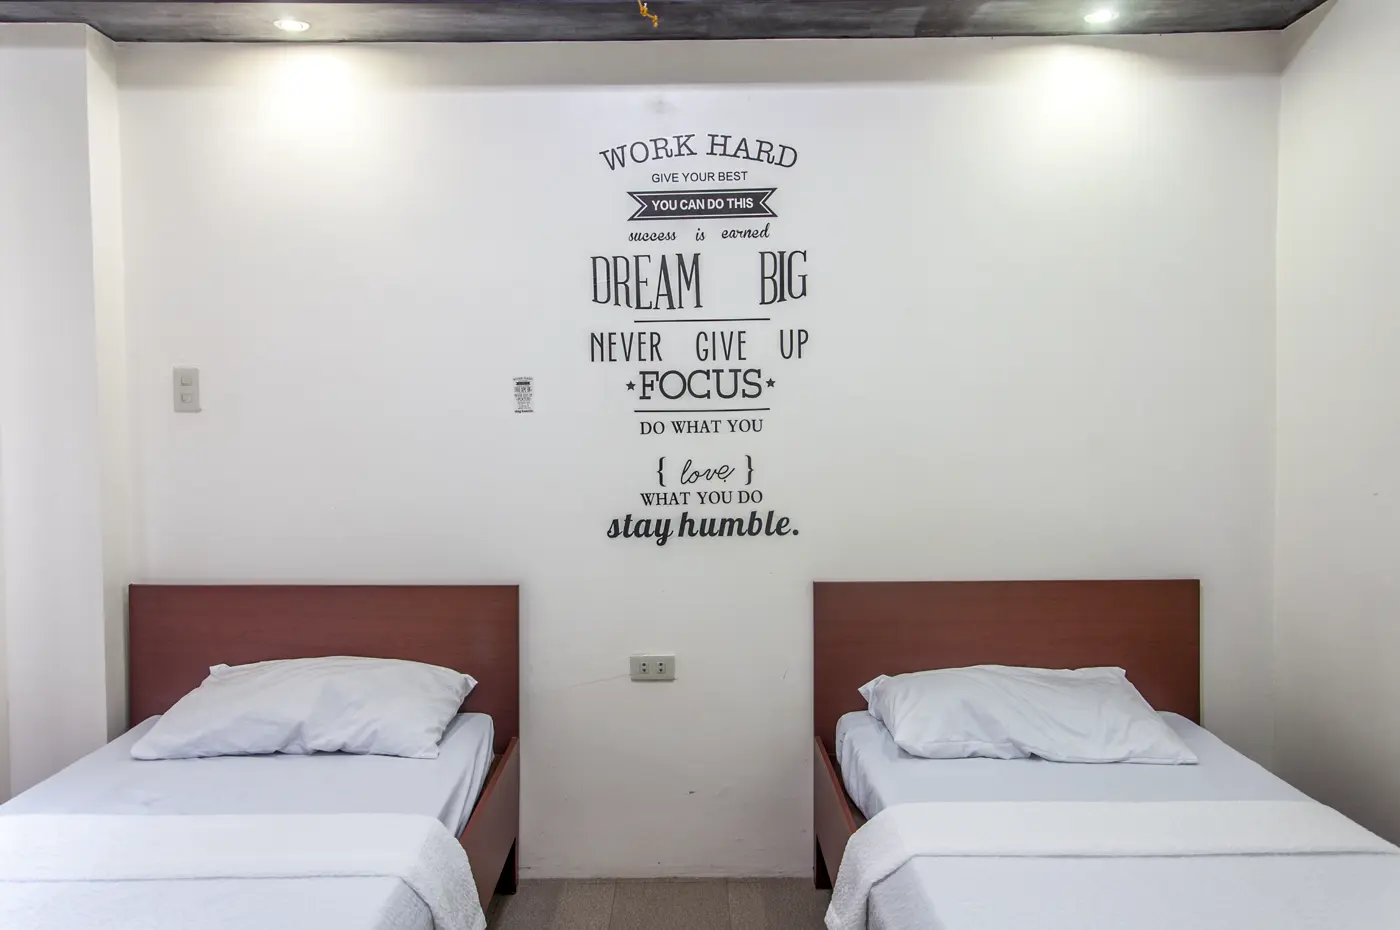 WORK HARD
GIVE YOUR BEST
YOU CAN DO THIS
success is earned
DREAM BIG
NEVER GIVE UP
FOCUS
DO WHAT YOU
{ love }
WHAT YOU DO
stay humble.